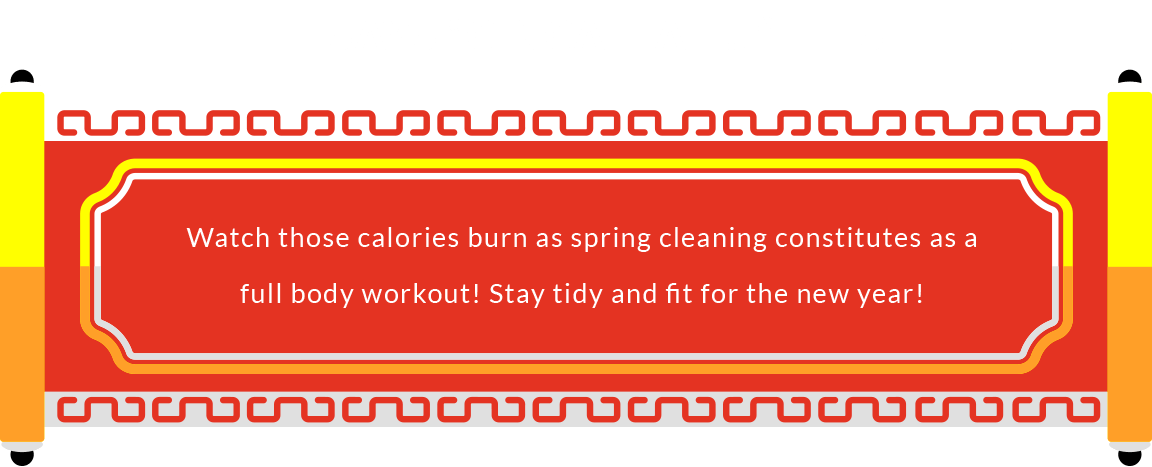 Watch those calories burn as spring cleaning constitutes as a
full body workout! Stay tidy and fit for the new year!